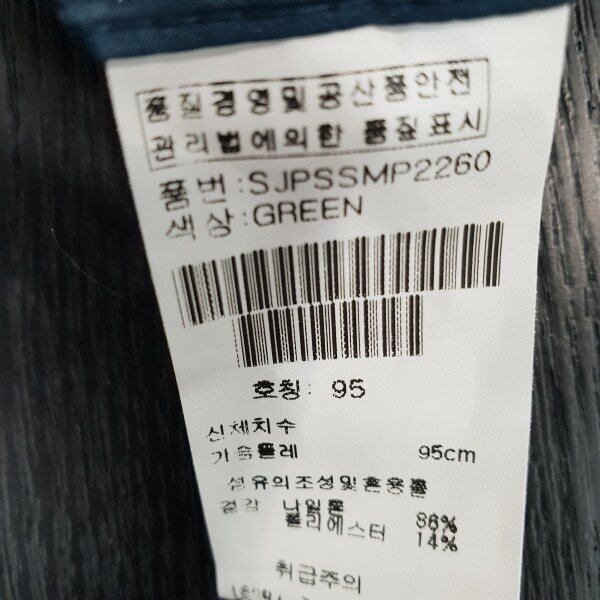 품질경영및공산품안전
관리법에의한 품질표시
품 번:SJPSSMP2260
색 상:GREEN
호칭: 95
신체치수
가슴둘레 95cm
섬유의조성및혼용률
겉감 나일론 86%
폴리에스터 14%
취급주의